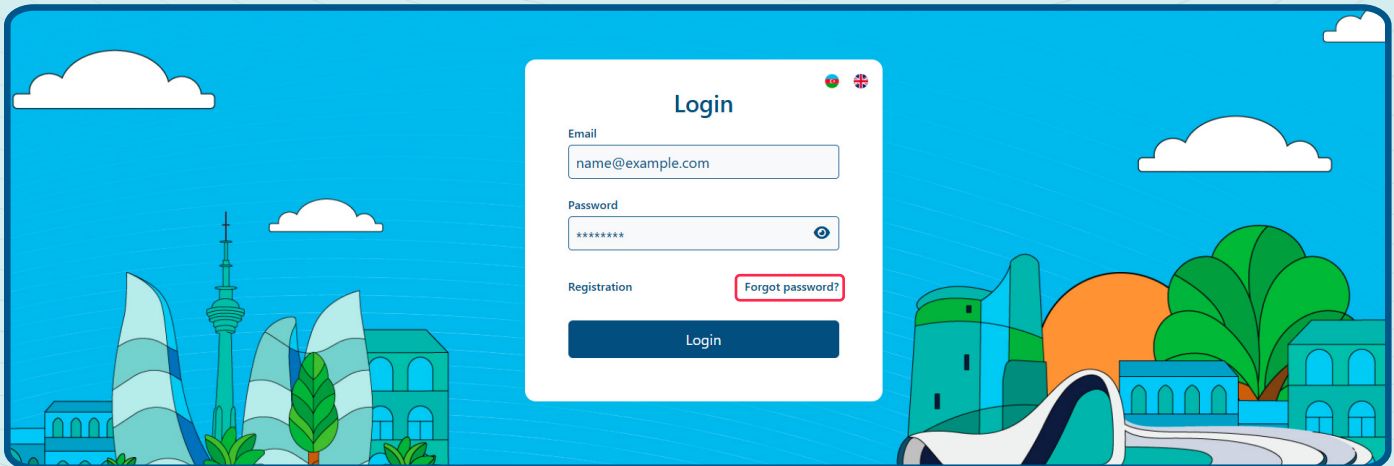 Login
Email
name@example.com
Password
********
Registration Forgot password?
Login